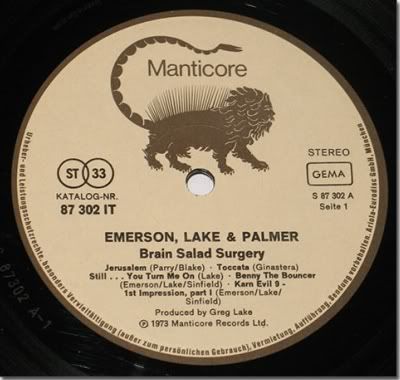 Manticore
ST 33
KATALOG-NR.
87 302 IT
STEREO
GEMA
S 87 302 A
Seite 1
EMERSON, LAKE & PALMER
Brain Salad Surgery
Jerusalem (Parry/Blake) · Toccata (Ginastera)
Still . . . You Turn Me On (Lake) · Benny The Bouncer
(Emerson/Lake/Sinfield) · Karn Evil 9 -
1st Impression, part I (Emerson/Lake/
Sinfield)
Produced by Greg Lake
Ⓟ 1973 Manticore Records Ltd.
Urheber- und Leistungsschutzrechte, besonders Vervielfältigung (außer zum persönlichen Gebrauch), Vermietung, Aufführung, Sendung vorbehalten. Ariola-Eurodisc GmbH, München
87302 A-1